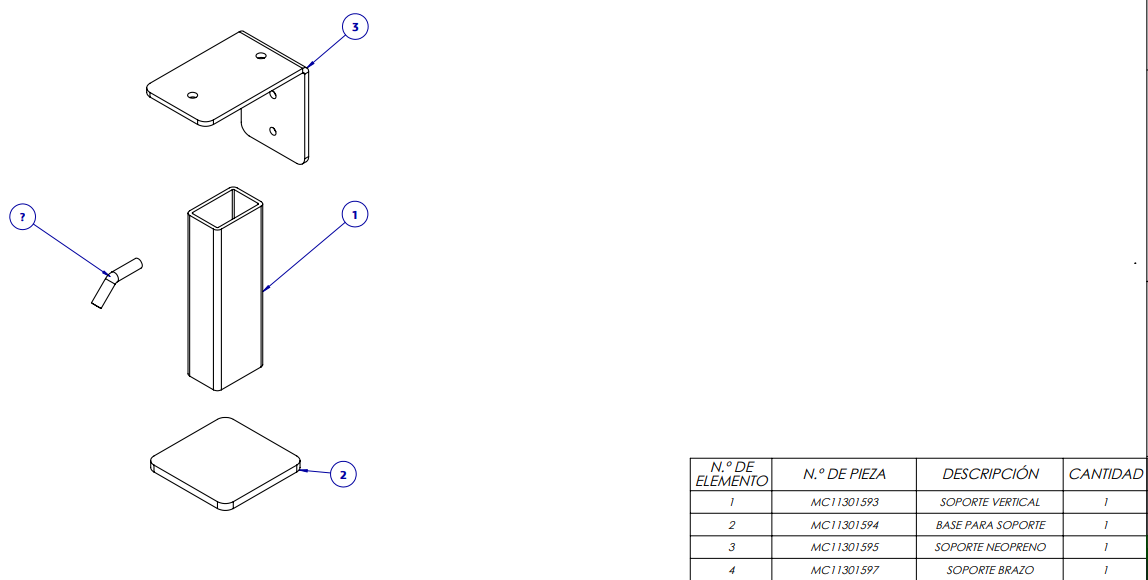 3
?
1
2
N.º DE ELEMENTO N.º DE PIEZA DESCRIPCIÓN CANTIDAD
1 MC11301593 SOPORTE VERTICAL 1
2 MC11301594 BASE PARA SOPORTE 1
3 MC11301595 SOPORTE NEOPRENO 1
4 MC11301597 SOPORTE BRAZO 1